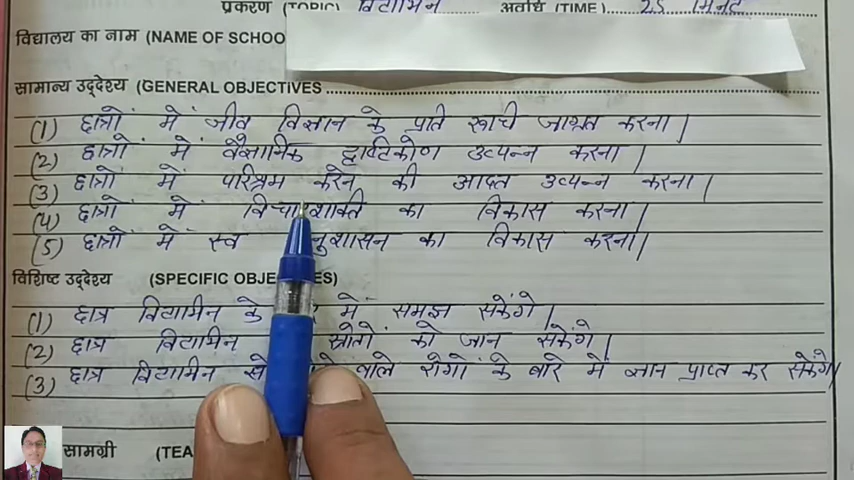 प्रकरण (TOPIC) विटामिन अवधि (TIME) 25 मिनट
विद्यालय का नाम (NAME OF SCHOO
सामान्य उद्देश्य (GENERAL OBJECTIVES
(1) छात्रों में जीव विज्ञान के प्रति रूचि जाग्रत करना।
(2) छात्रों में वैज्ञानिक दृष्टिकोण उत्पन्न करना।
(3) छात्रों में परिश्रम करने की आदत उत्पन्न करना।
(4) छात्रों में विचारशक्ति का विकास करना।
(5) छात्रों में स्व नुशासन का विकास करना।
विशिष्ट उद्देश्य (SPECIFIC OBJE ES)
(1) छात्र विटामिन के में समझ सकेंगे।
(2) छात्र विटामिन स्रोतों को जान सकेंगे।
(3) छात्र विटामिन से वाले रोगों के बारे में ज्ञान प्राप्त कर सकेंगे।
सामग्री (TEA